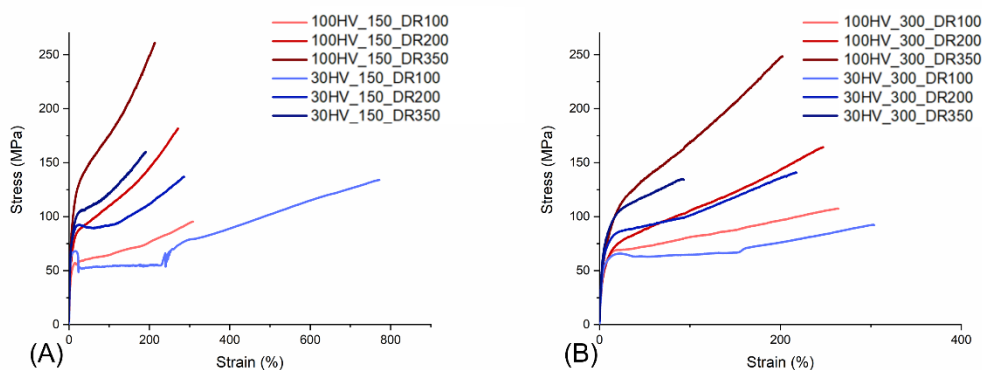 100HV_150_DR100
100HV_150_DR200
100HV_150_DR350
30HV_150_DR100
30HV_150_DR200
30HV_150_DR350
250
200
150
100
50
0
Stress (MPa)
0 200 400 600 800
Strain (%)
(A)
100HV_300_DR100
100HV_300_DR200
100HV_300_DR350
30HV_300_DR100
30HV_300_DR200
30HV_300_DR350
250
200
150
100
50
0
Stress (MPa)
0 200 400
Strain (%)
(B)